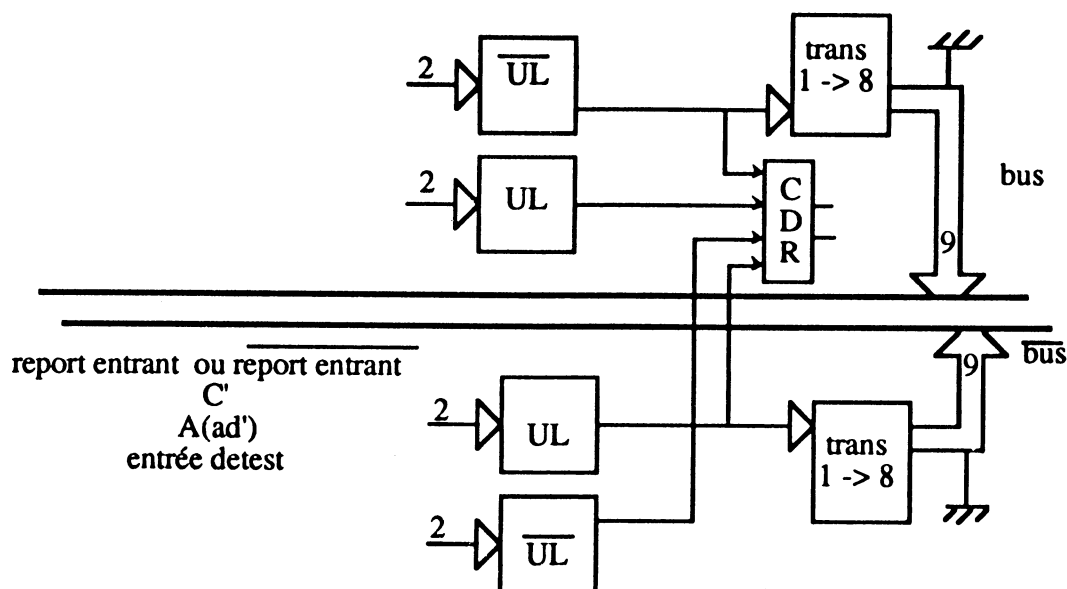 2
UL
trans
1 -> 8
2
UL
C
D
R
bus
9
report entrant ou report entrant
C'
A(ad')
entrée detest
9
bus
2
UL
trans
1 -> 8
2
UL